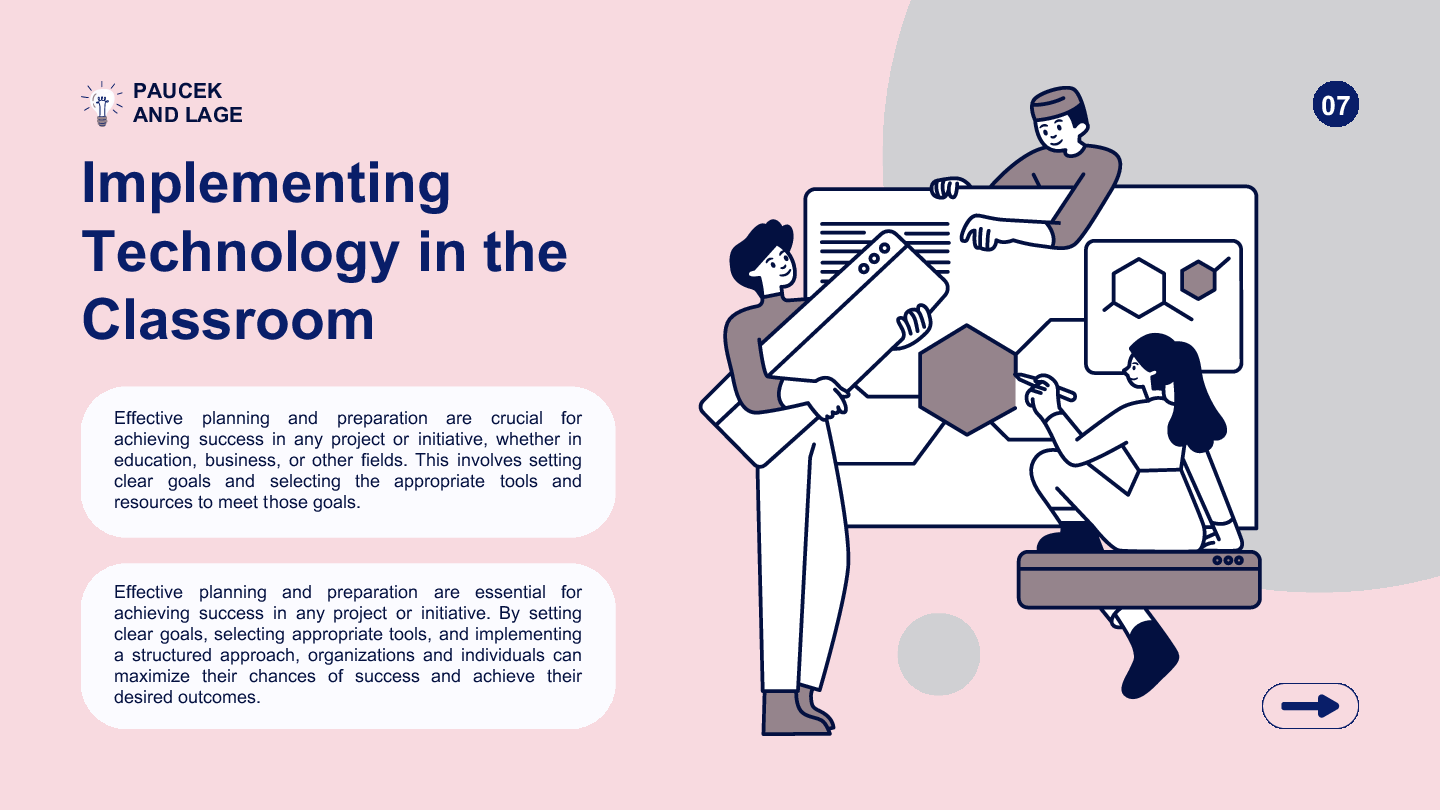 PAUCEK
AND LAGE
07
Implementing
Technology in the
Classroom
Effective planning and preparation are crucial for
achieving success in any project or initiative, whether in
education, business, or other fields. This involves setting
clear goals and selecting the appropriate tools and
resources to meet those goals.
Effective planning and preparation are essential for
achieving success in any project or initiative. By setting
clear goals, selecting appropriate tools, and implementing
a structured approach, organizations and individuals can
maximize their chances of success and achieve their
desired outcomes.